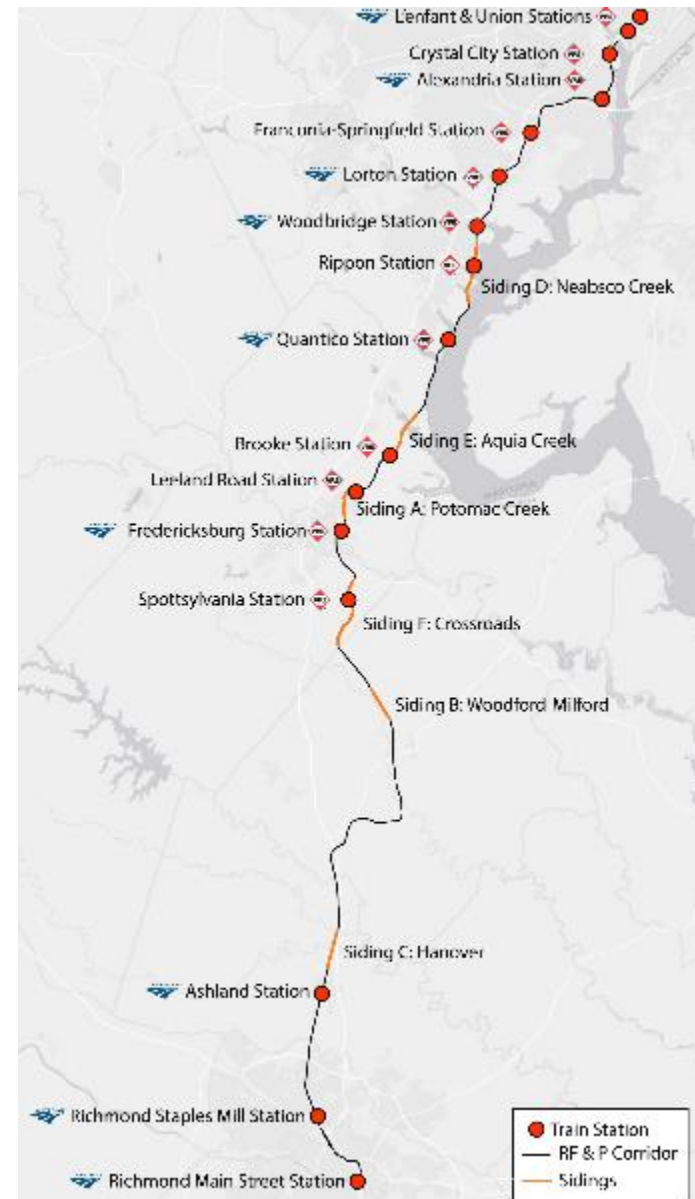 L'enfant & Union Stations
Crystal City Station
Alexandria Station
Franconia-Springfield Station
Lorton Station
Woodbridge Station
Rippon Station
Siding D: Neabsco Creek
Quantico Station
Brooke Station
Siding E: Aquia Creek
Leeland Road Station
Siding A: Potomac Creek
Fredericksburg Station
Spottsylvania Station
Siding F: Crossroads
Siding B: Woodford Milford
Siding C: Hanover
Ashland Station
Richmond Staples Mill Station
Richmond Main Street Station
Train Station
RF & P Corridor
Sidings